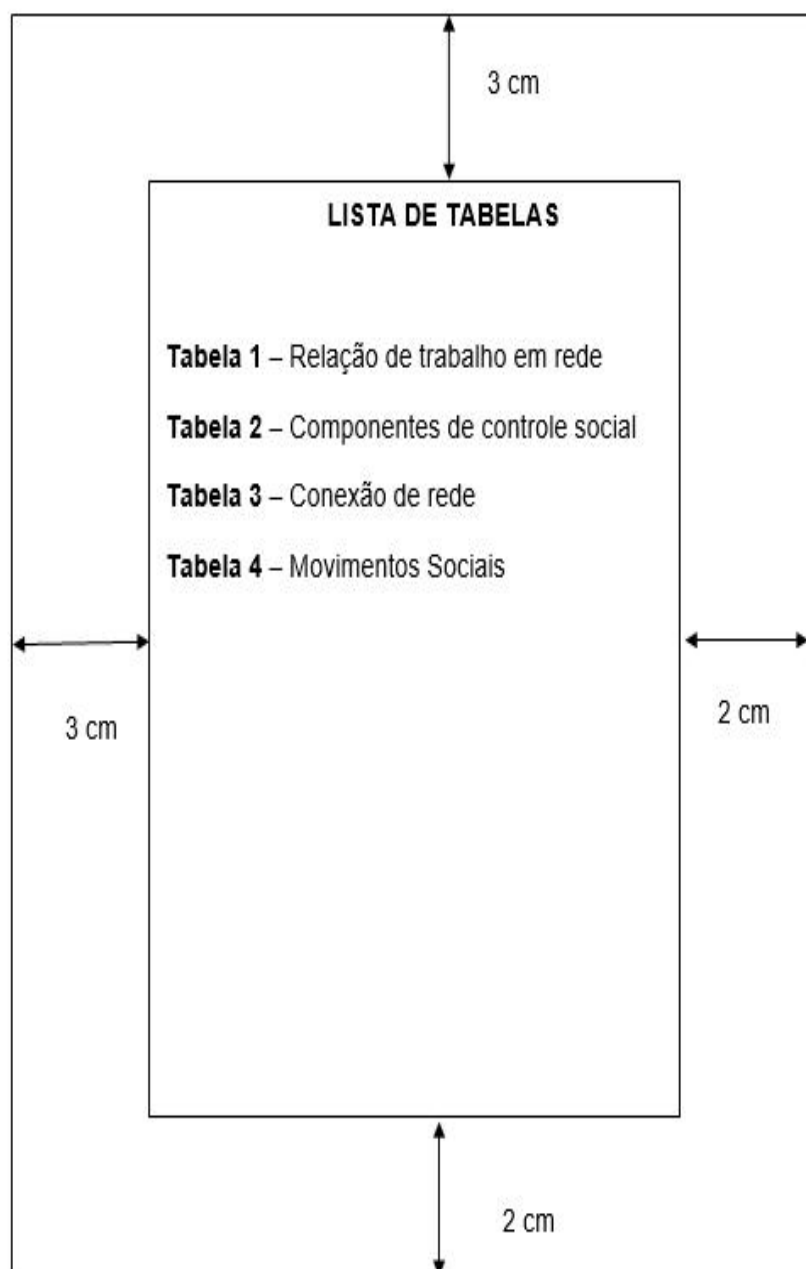 3 cm
LISTA DE TABELAS
Tabela 1 – Relação de trabalho em rede
Tabela 2 – Componentes de controle social
Tabela 3 – Conexão de rede
Tabela 4 – Movimentos Sociais
3 cm
2 cm
2 cm